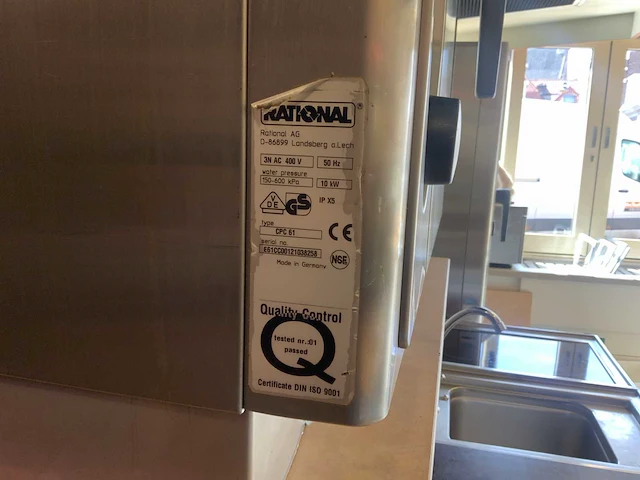 RATIONAL
Rational AG
D-86899 Landsberg a.Lech
3N AC 400 V 50 Hz
water pressure
150-600 kPa 10 kW
VDE GS IP X5
type
CPC 61 CE
serial no.
E61CC00121038258
Made in Germany NSF
Quality Control
Q
tested nr.:01
passed
Certificate DIN ISO 9001